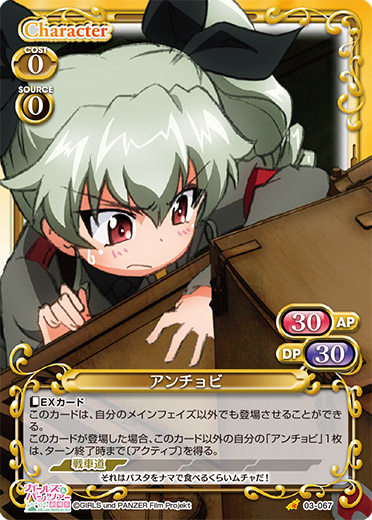 Character
COST
0
SOURCE
0
30 AP
DP 30
アンチョビ
EXカード
このカードは、自分のメインフェイズ以外でも登場させることができ
る。
このカードが登場した場合、このカード以外の自分の「アンチョビ」1枚
は、ターン終了時まで〔アクティブ〕を得る。
戦車道
それはパスタをナマで食べるくらいムチャだ！
ガールズ&パンツァー
劇場版
©GIRLS und PANZER Film Projekt
03-067